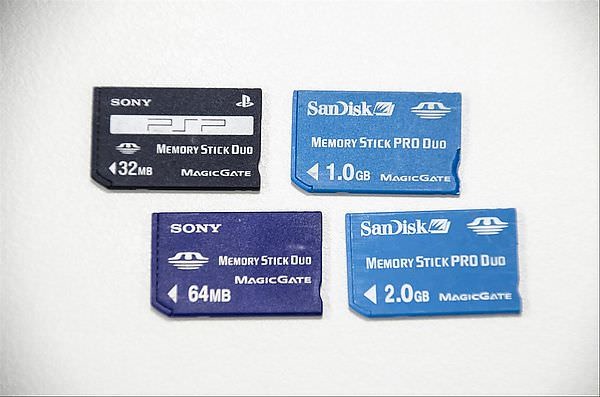 SONY
PSP
MEMORY STICK DUO
32MB
MAGICGATE
SanDisk
MEMORY STICK PRO DUO
1.0GB MAGICGATE
SONY
MEMORY STICK DUO
MAGICGATE
64MB
SanDisk
MEMORY STICK PRO DUO
2.0GB MAGICGATE